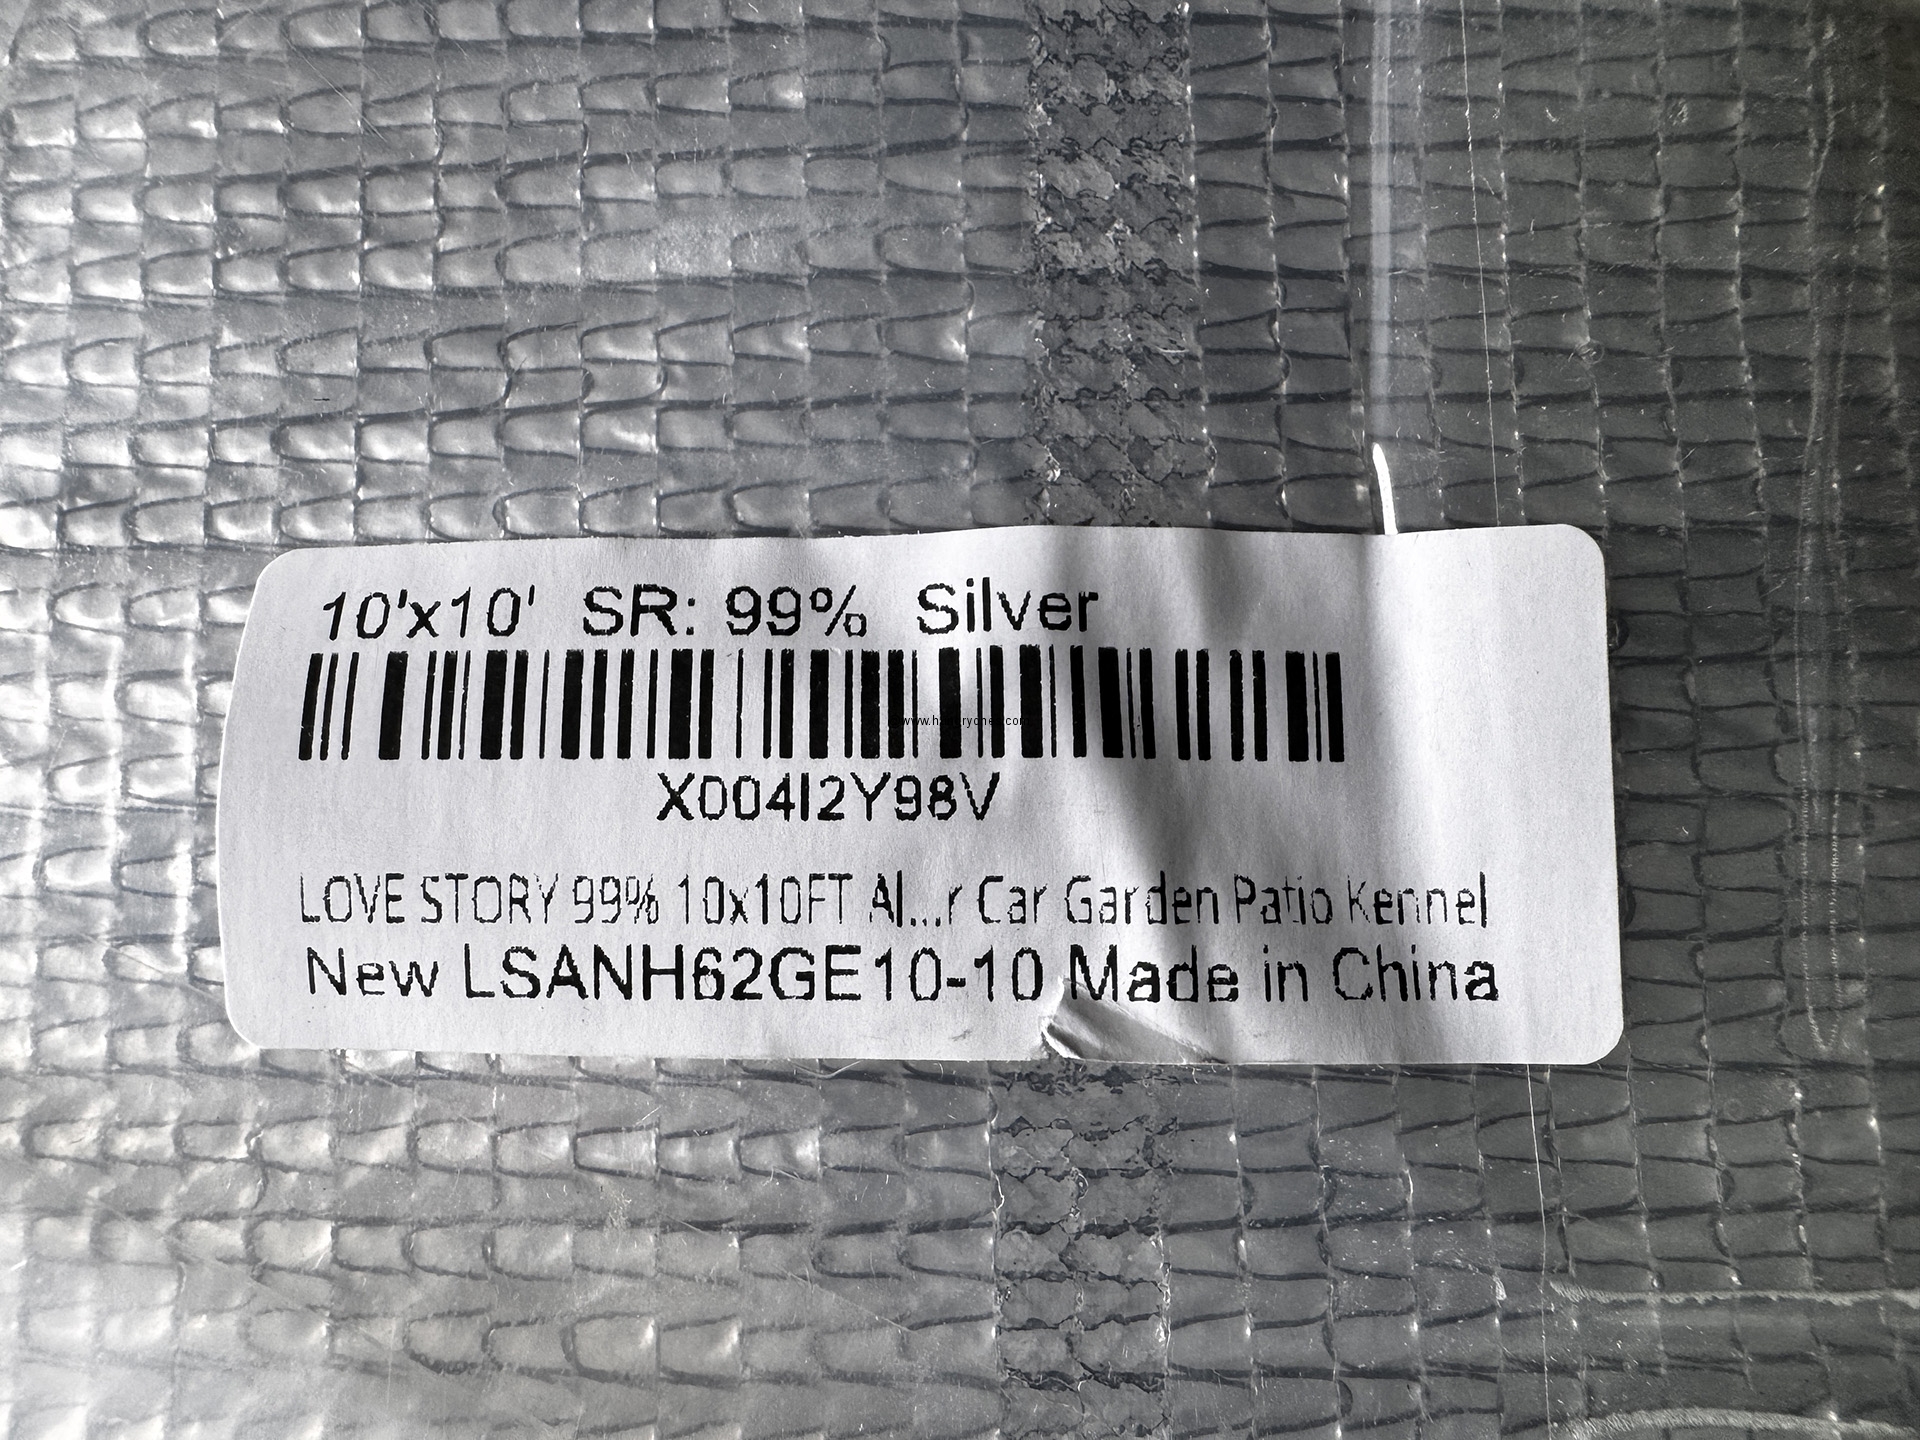 10'x10' SR: 99% Silver
X004I2Y98V
LOVE STORY 99% 10x10FT Al...r Car Garden Patio Kennel
New LSANH62GE10-10 Made in China